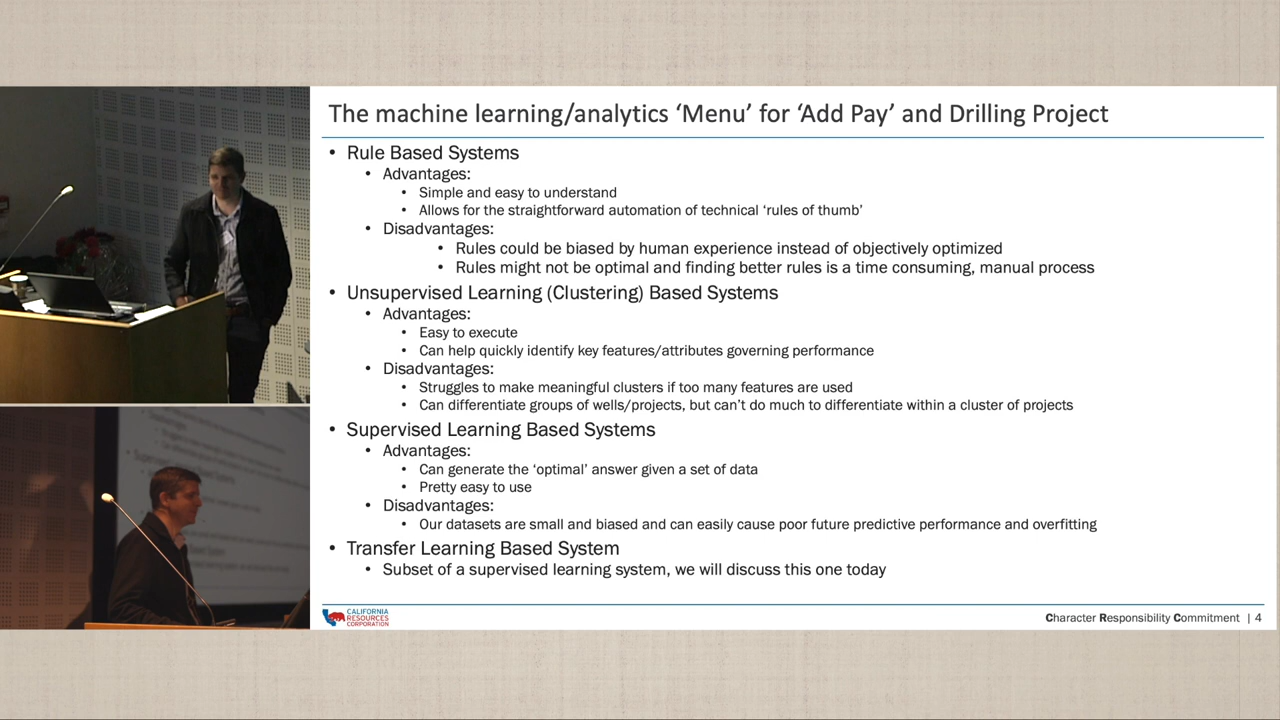 The machine learning/analytics ‘Menu’ for ‘Add Pay’ and Drilling Project
• Rule Based Systems
• Advantages:
• Simple and easy to understand
• Allows for the straightforward automation of technical ‘rules of thumb’
• Disadvantages:
• Rules could be biased by human experience instead of objectively optimized
• Rules might not be optimal and finding better rules is a time consuming, manual process
• Unsupervised Learning (Clustering) Based Systems
• Advantages:
• Easy to execute
• Can help quickly identify key features/attributes governing performance
• Disadvantages:
• Struggles to make meaningful clusters if too many features are used
• Can differentiate groups of wells/projects, but can’t do much to differentiate within a cluster of projects
• Supervised Learning Based Systems
• Advantages:
• Can generate the ‘optimal’ answer given a set of data
• Pretty easy to use
• Disadvantages:
• Our datasets are small and biased and can easily cause poor future predictive performance and overfitting
• Transfer Learning Based System
• Subset of a supervised learning system, we will discuss this one today
CALIFORNIA
RESOURCES
CORPORATION
Character Responsibility Commitment | 4